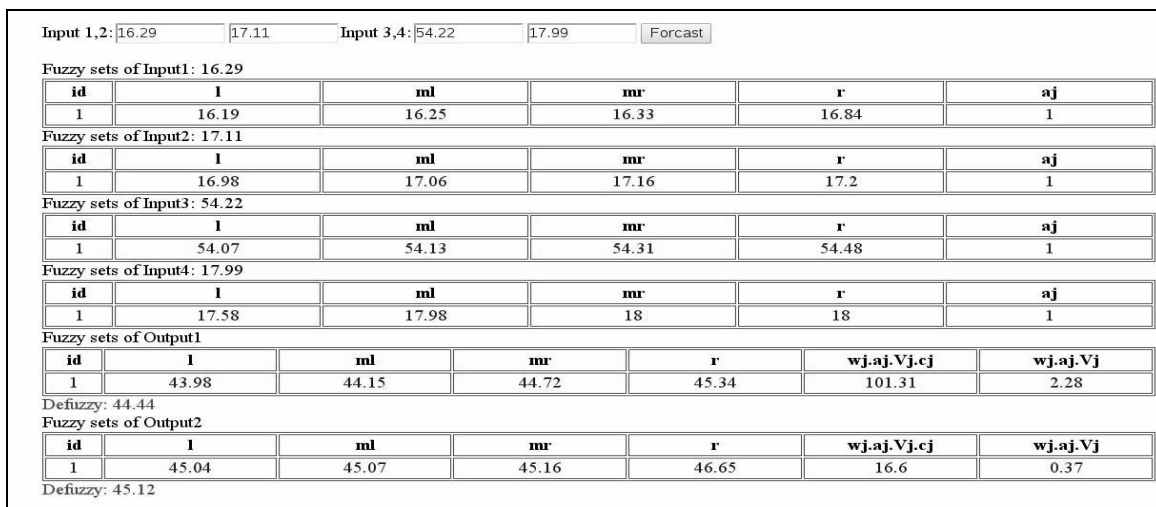 Input 1,2: 16.29 17.11 Input 3,4: 54.22 17.99 Forcast
Fuzzy sets of Input1: 16.29
id l ml mr r aj
1 16.19 16.25 16.33 16.84 1
Fuzzy sets of Input2: 17.11
id l ml mr r aj
1 16.98 17.06 17.16 17.2 1
Fuzzy sets of Input3: 54.22
id l ml mr r aj
1 54.07 54.13 54.31 54.48 1
Fuzzy sets of Input4: 17.99
id l ml mr r aj
1 17.58 17.98 18 18 1
Fuzzy sets of Output1
id l ml mr r wj.aj.Vj.cj wj.aj.Vj
1 43.98 44.15 44.72 45.34 101.31 2.28
Defuzzy: 44.44
Fuzzy sets of Output2
id l ml mr r wj.aj.Vj.cj wj.aj.Vj
1 45.04 45.07 45.16 46.65 16.6 0.37
Defuzzy: 45.12